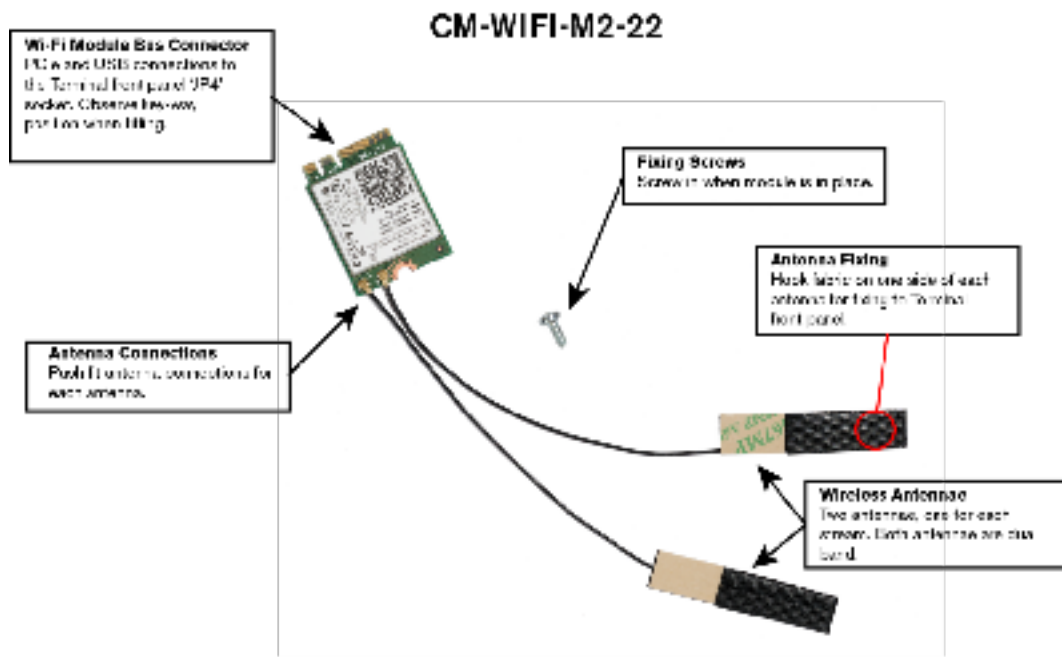 CM-WIFI-M2-22
Wi-Fi Module Bus Connector
PCIe and USB connections to
the Terminal front panel 'JP4'
socket. Observe key-way
position when fitting.
Fixing Screws
Screw in when module is in place.
Antenna Fixing
Hook fabric on one side of each
antenna for fixing to Terminal
front panel.
Antenna Connections
Push fit antenna connections for
each antenna.
Wireless Antennae
Two antennae, one for each
stream. Both antennae are dual
band.